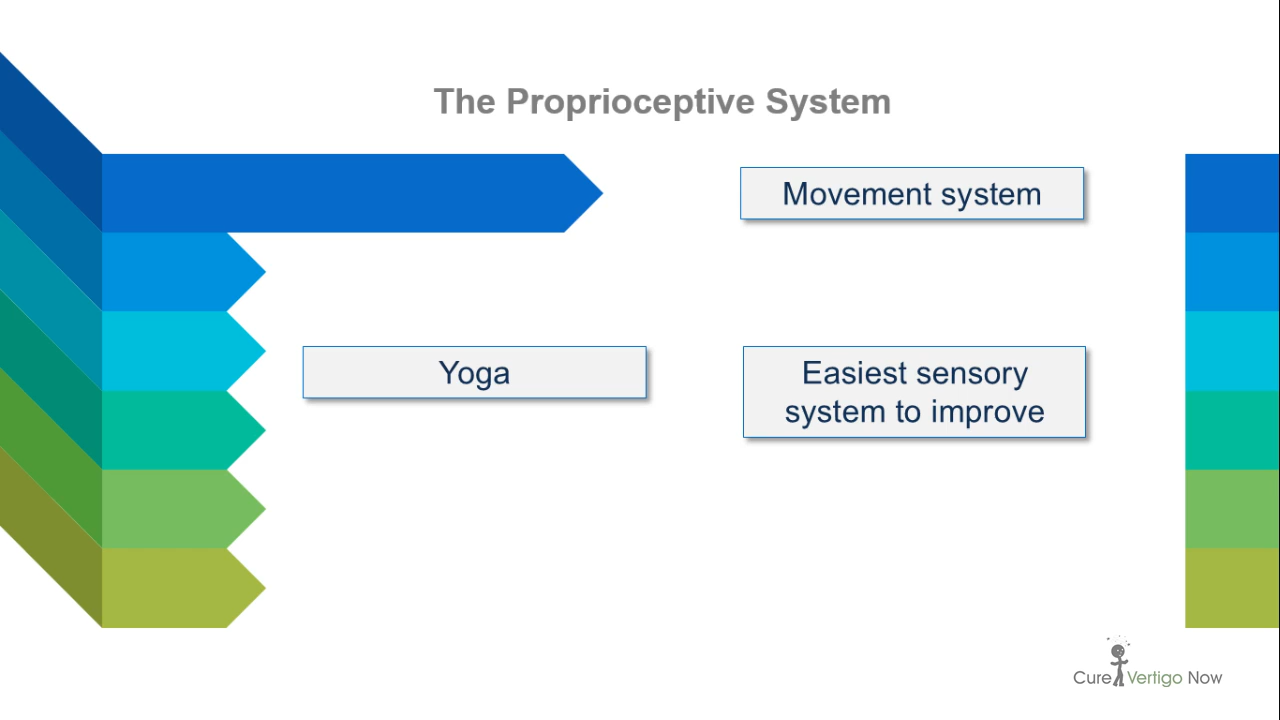 The Proprioceptive System
Movement system
Yoga
Easiest sensory
system to improve
Cure Vertigo Now